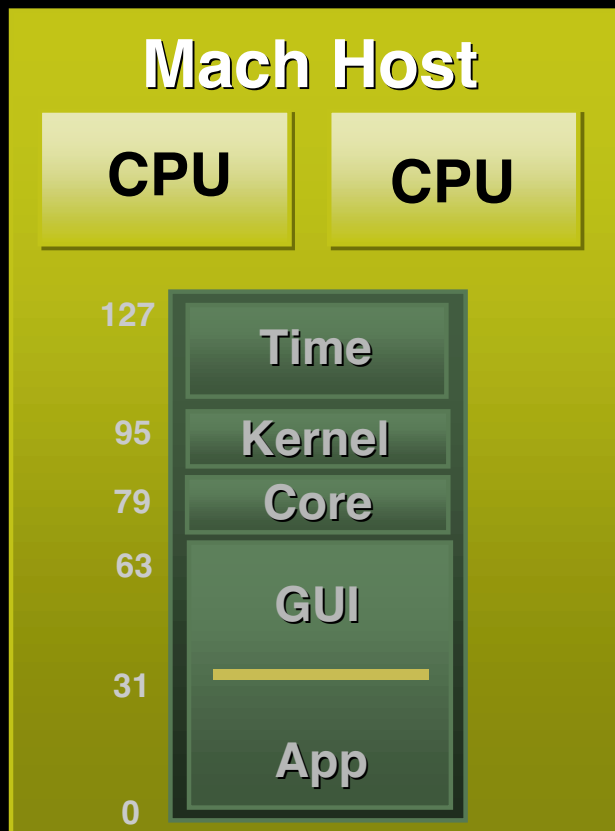 Mach Host
CPU CPU
127
Time
95 Kernel
79 Core
63
GUI
31
App
0